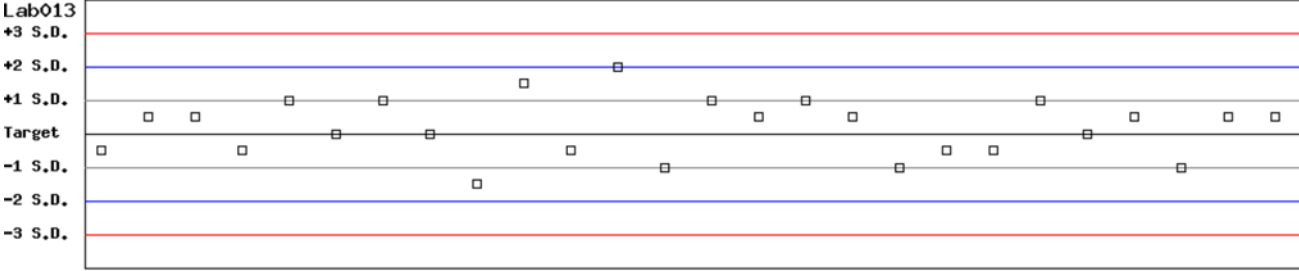 Lab013
+3 S.D.
+2 S.D.
+1 S.D.
Target
-1 S.D.
-2 S.D.
-3 S.D.